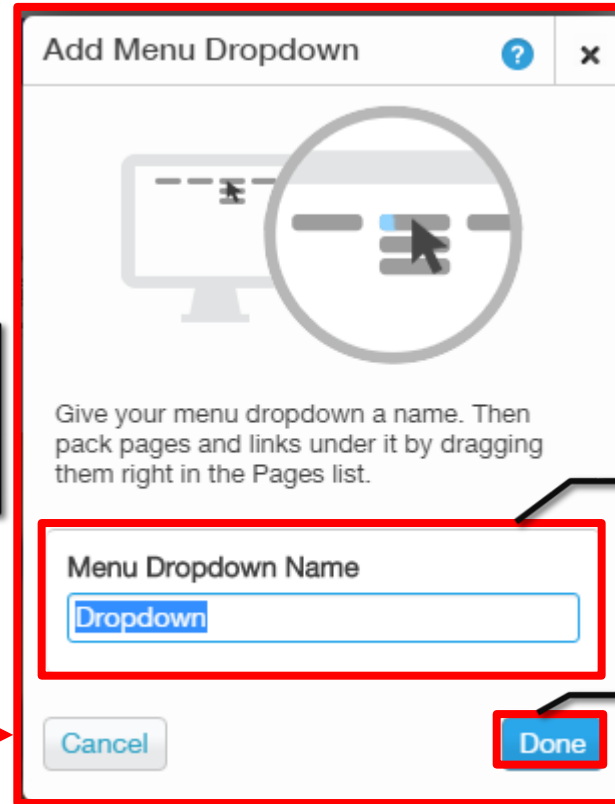 Add Menu Dropdown
?
Give your menu dropdown a name. Then
pack pages and links under it by dragging
them right in the Pages list.
Menu Dropdown Name
Dropdown
Cancel
Done